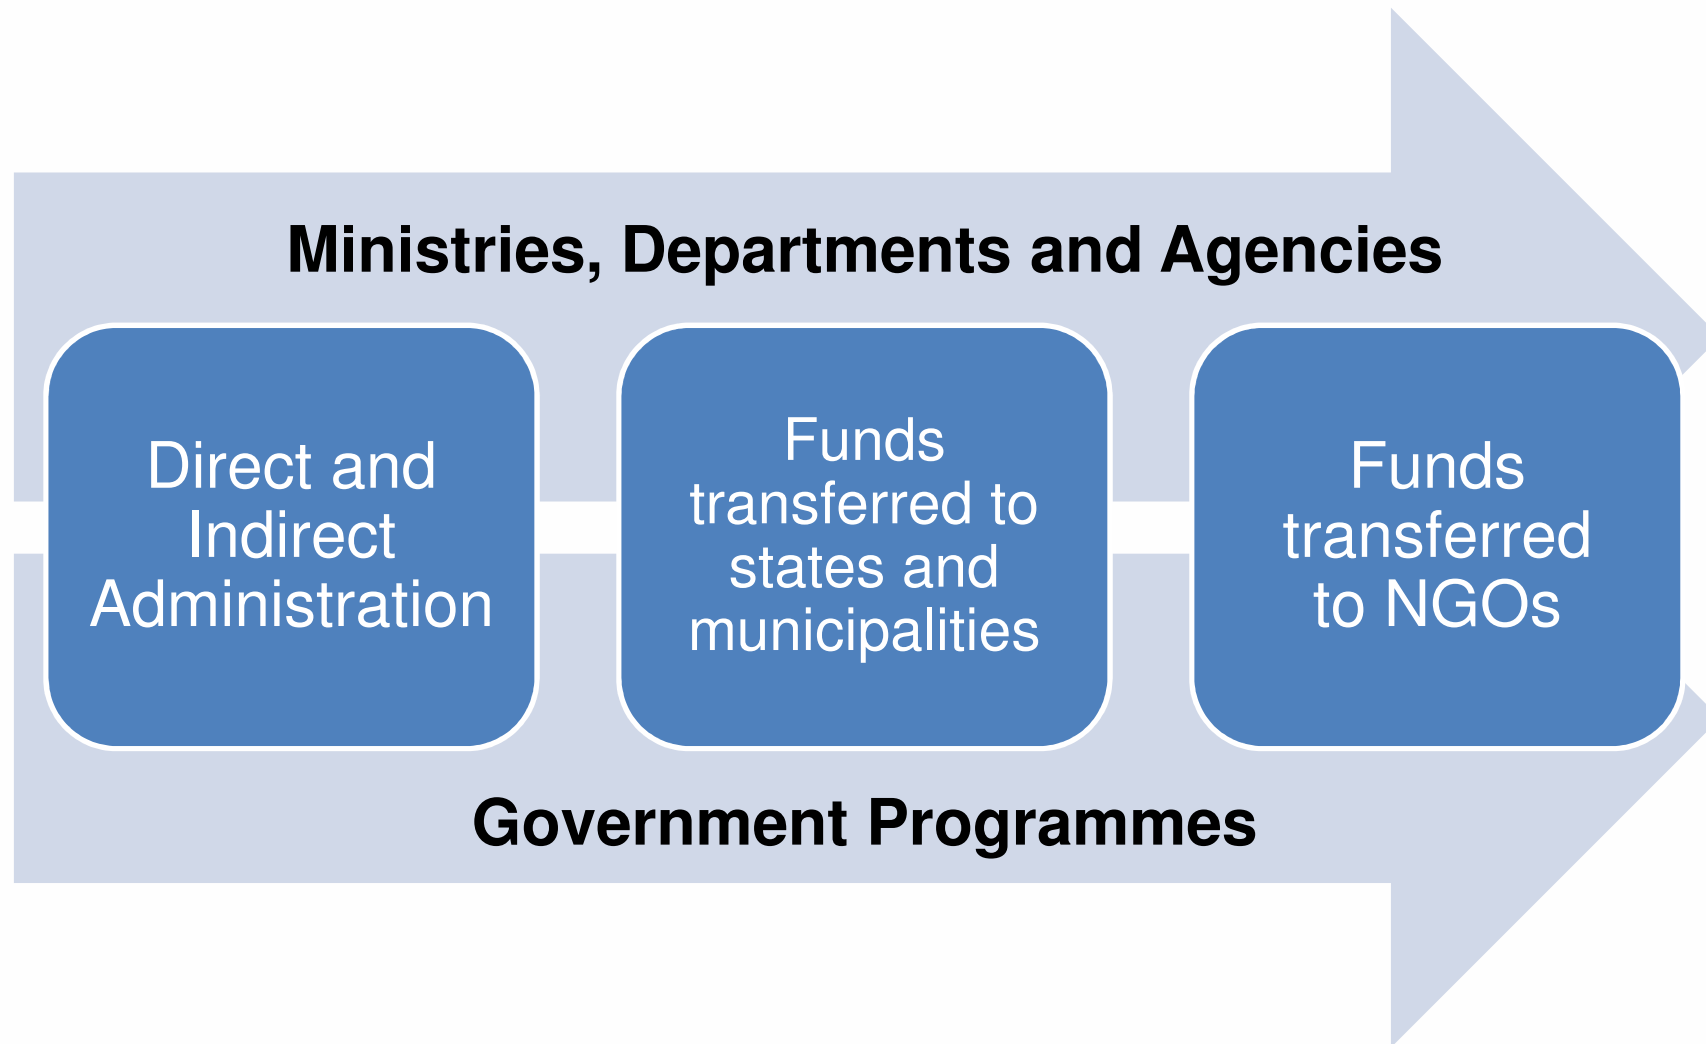 Ministries, Departments and Agencies
Direct and
Indirect
Administration
Funds
transferred to
states and
municipalities
Funds
transferred
to NGOs
Government Programmes